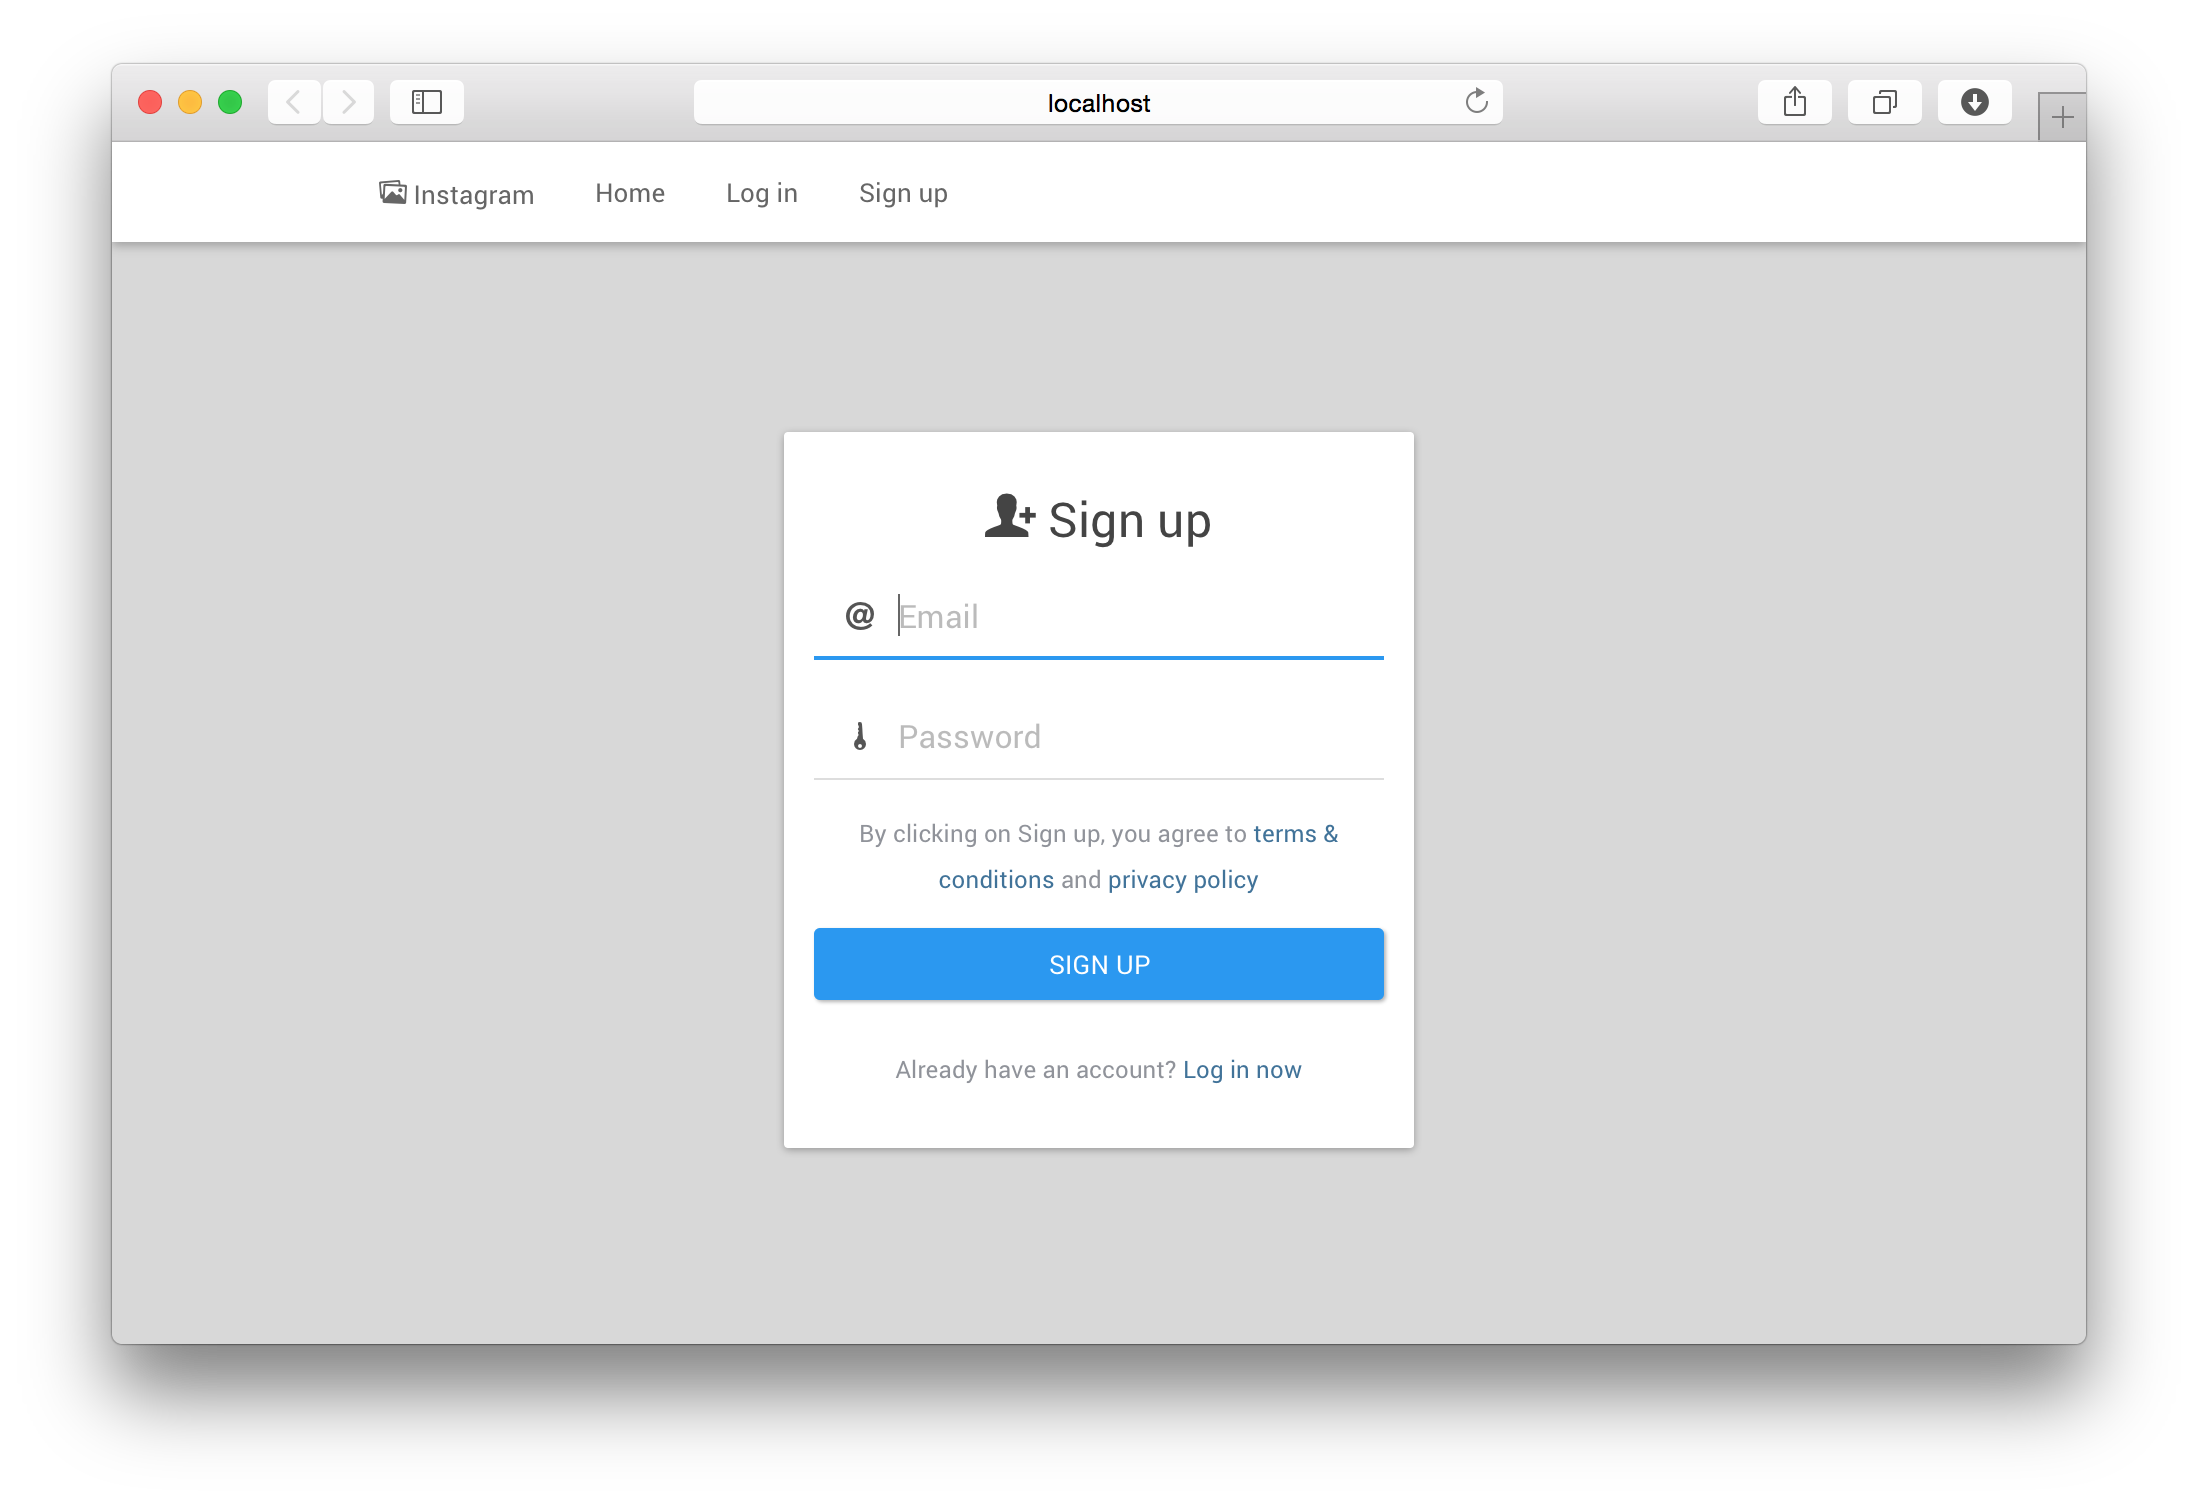 localhost
Instagram Home Log in Sign up
Sign up
@ Email
Password
By clicking on Sign up, you agree to terms &
conditions and privacy policy
SIGN UP
Already have an account? Log in now